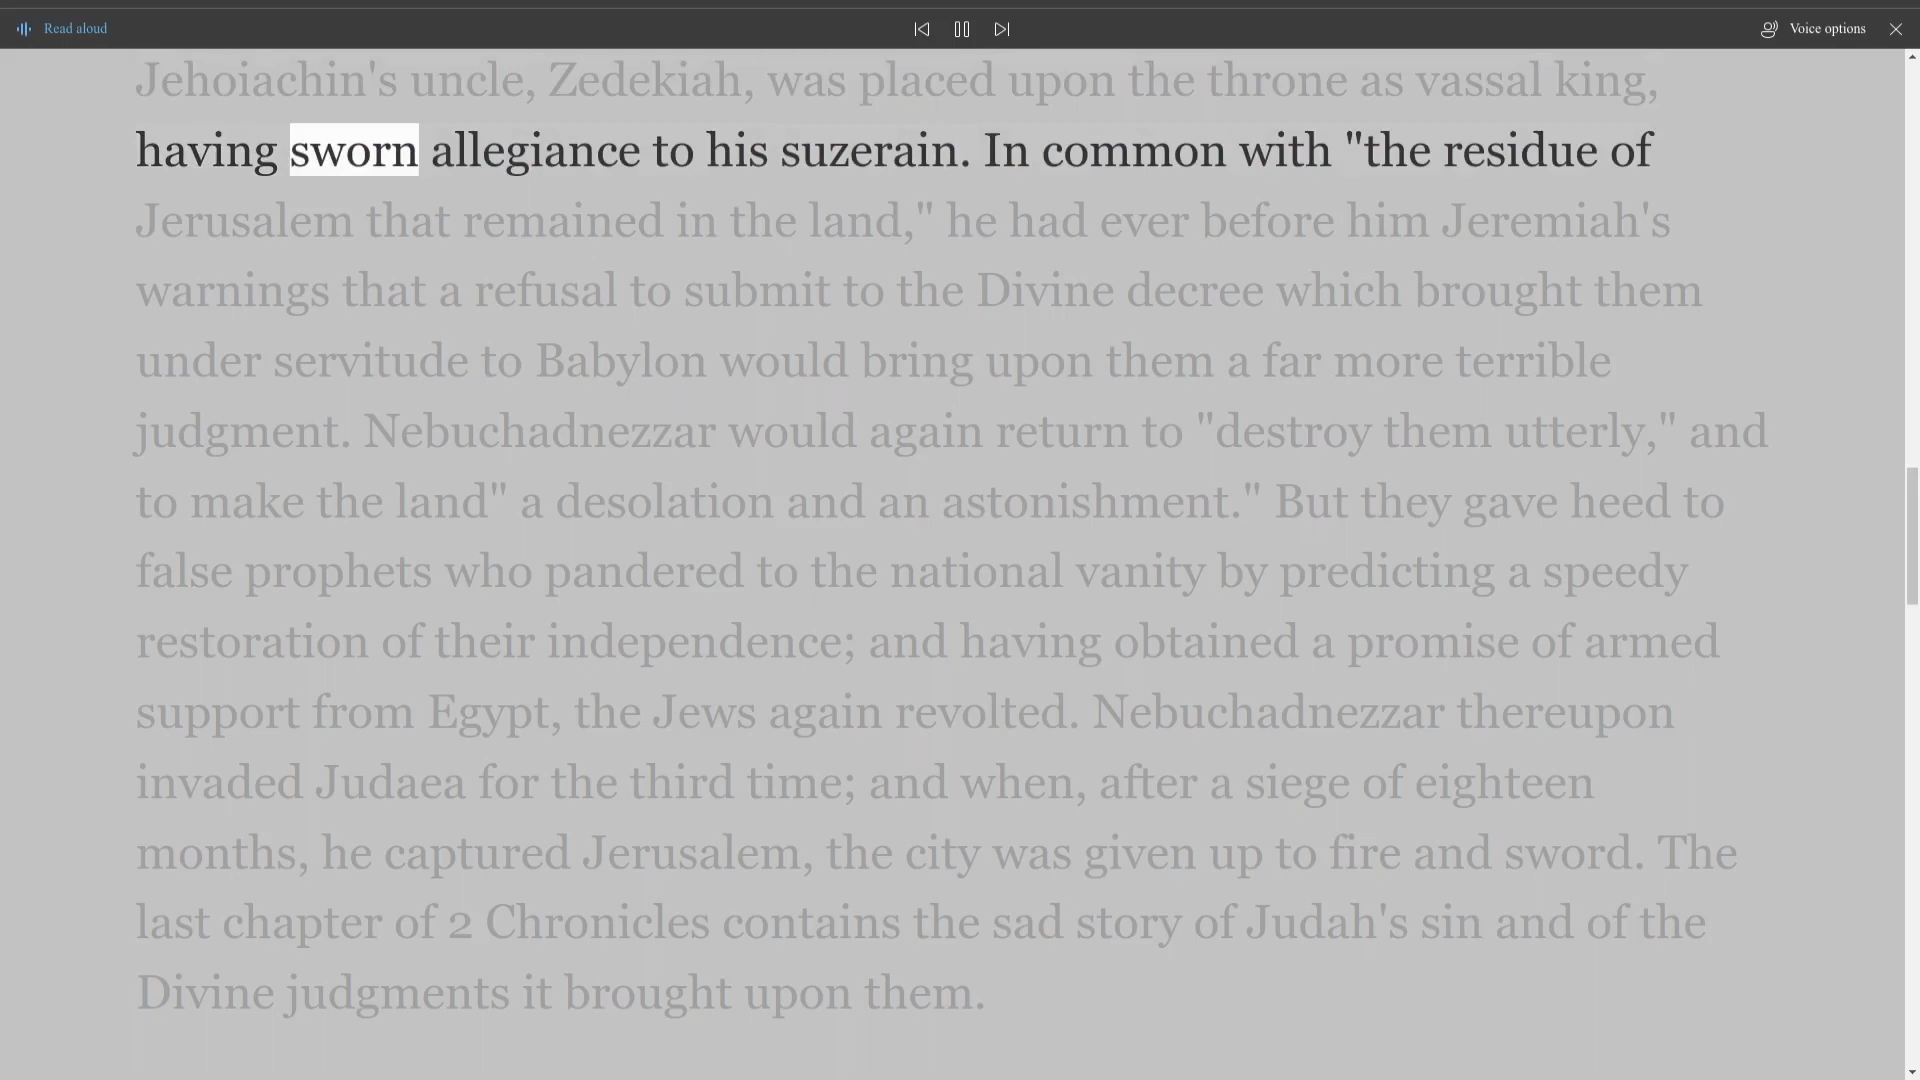 Read aloud
Voice options
Jehoiachin's uncle, Zedekiah, was placed upon the throne as vassal king,
having sworn allegiance to his suzerain. In common with "the residue of
Jerusalem that remained in the land," he had ever before him Jeremiah's
warnings that a refusal to submit to the Divine decree which brought them
under servitude to Babylon would bring upon them a far more terrible
judgment. Nebuchadnezzar would again return to "destroy them utterly," and
to make the land" a desolation and an astonishment." But they gave heed to
false prophets who pandered to the national vanity by predicting a speedy
restoration of their independence; and having obtained a promise of armed
support from Egypt, the Jews again revolted. Nebuchadnezzar thereupon
invaded Judaea for the third time; and when, after a siege of eighteen
months, he captured Jerusalem, the city was given up to fire and sword. The
last chapter of 2 Chronicles contains the sad story of Judah's sin and of the
Divine judgments it brought upon them.